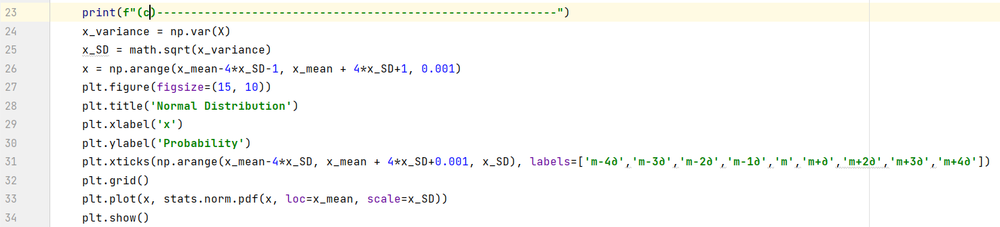 23 print(f"(c)-----------------------------------------------------------")
24 x_variance = np.var(X)
25 x_SD = math.sqrt(x_variance)
26 x = np.arange(x_mean-4*x_SD-1, x_mean + 4*x_SD+1, 0.001)
27 plt.figure(figsize=(15, 10))
28 plt.title('Normal Distribution')
29 plt.xlabel('x')
30 plt.ylabel('Probability')
31 plt.xticks(np.arange(x_mean-4*x_SD, x_mean + 4*x_SD+0.001, x_SD), labels=['m-4∂','m-3∂','m-2∂','m-1∂','m','m+∂','m+2∂','m+3∂','m+4∂'])
32 plt.grid()
33 plt.plot(x, stats.norm.pdf(x, loc=x_mean, scale=x_SD))
34 plt.show()